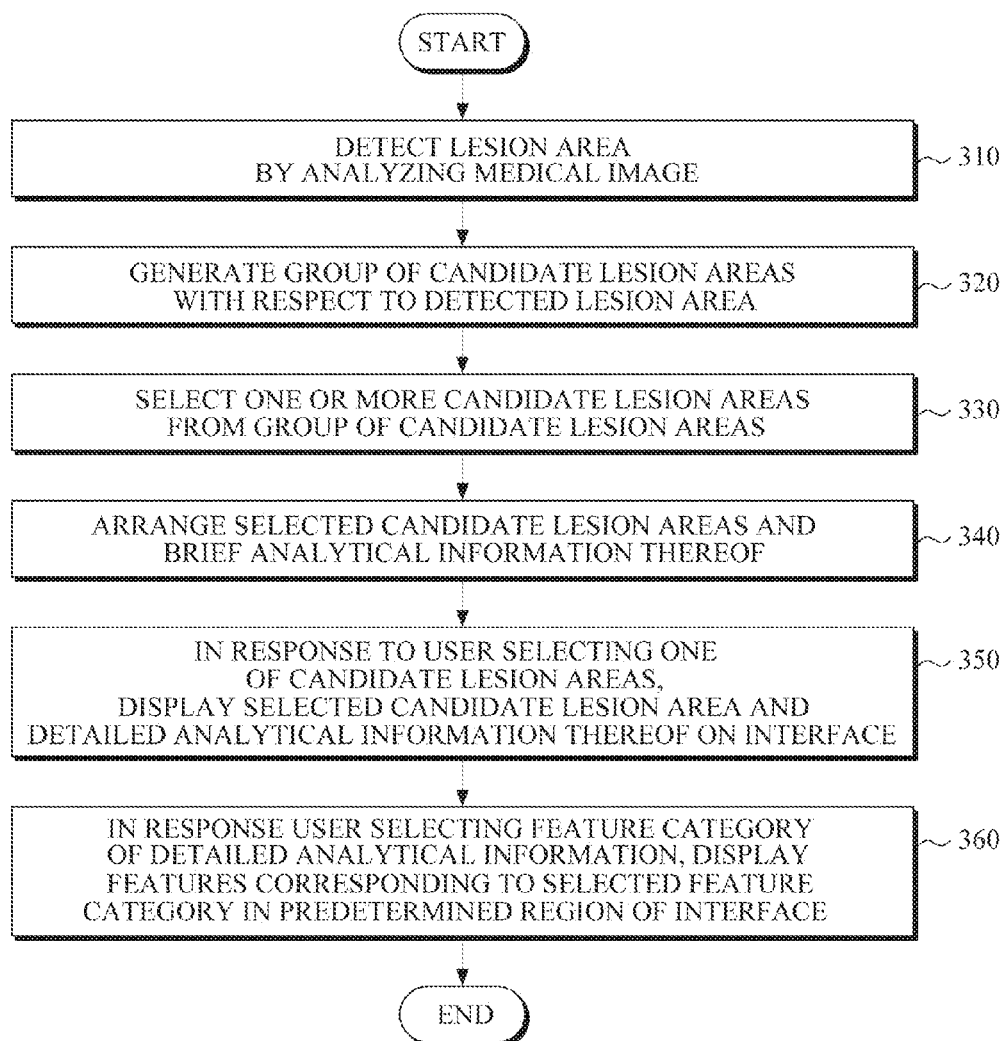 START
DETECT LESION AREA
BY ANALYZING MEDICAL IMAGE
310
GENERATE GROUP OF CANDIDATE LESION AREAS
WITH RESPECT TO DETECTED LESION AREA
320
SELECT ONE OR MORE CANDIDATE LESION AREAS
FROM GROUP OF CANDIDATE LESION AREAS
330
ARRANGE SELECTED CANDIDATE LESION AREAS AND
BRIEF ANALYTICAL INFORMATION THEREOF
340
IN RESPONSE TO USER SELECTING ONE
OF CANDIDATE LESION AREAS,
DISPLAY SELECTED CANDIDATE LESION AREA AND
DETAILED ANALYTICAL INFORMATION THEREOF ON INTERFACE
350
IN RESPONSE USER SELECTING FEATURE CATEGORY
OF DETAILED ANALYTICAL INFORMATION, DISPLAY
FEATURES CORRESPONDING TO SELECTED FEATURE
CATEGORY IN PREDETERMINED REGION OF INTERFACE
360
END